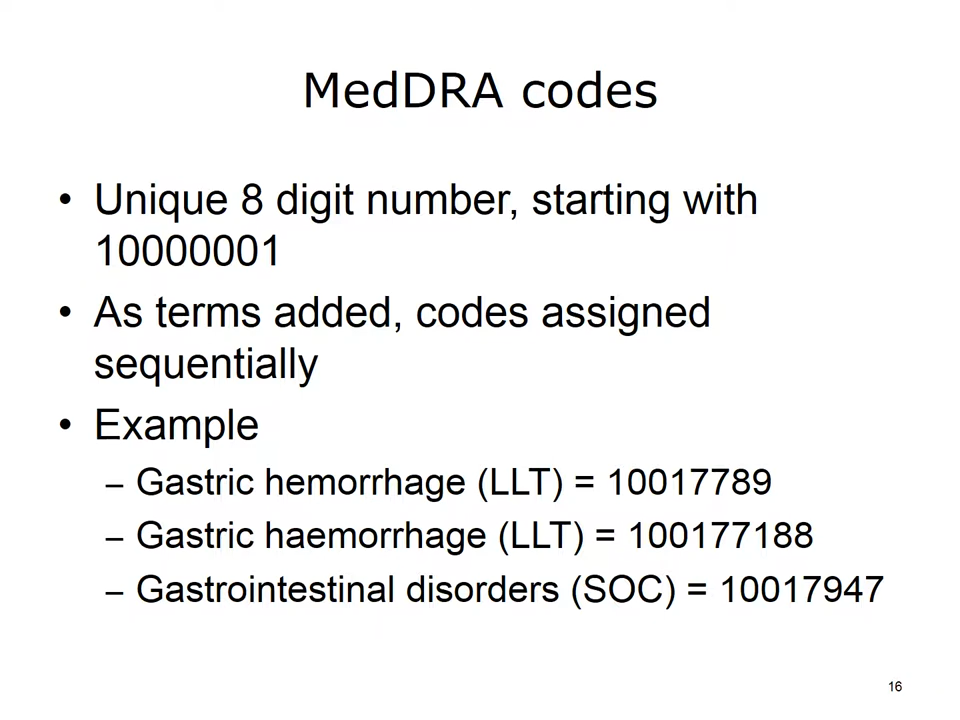 MedDRA codes
• Unique 8 digit number, starting with
10000001
• As terms added, codes assigned
sequentially
• Example
– Gastric hemorrhage (LLT) = 10017789
– Gastric haemorrhage (LLT) = 100177188
– Gastrointestinal disorders (SOC) = 10017947
16